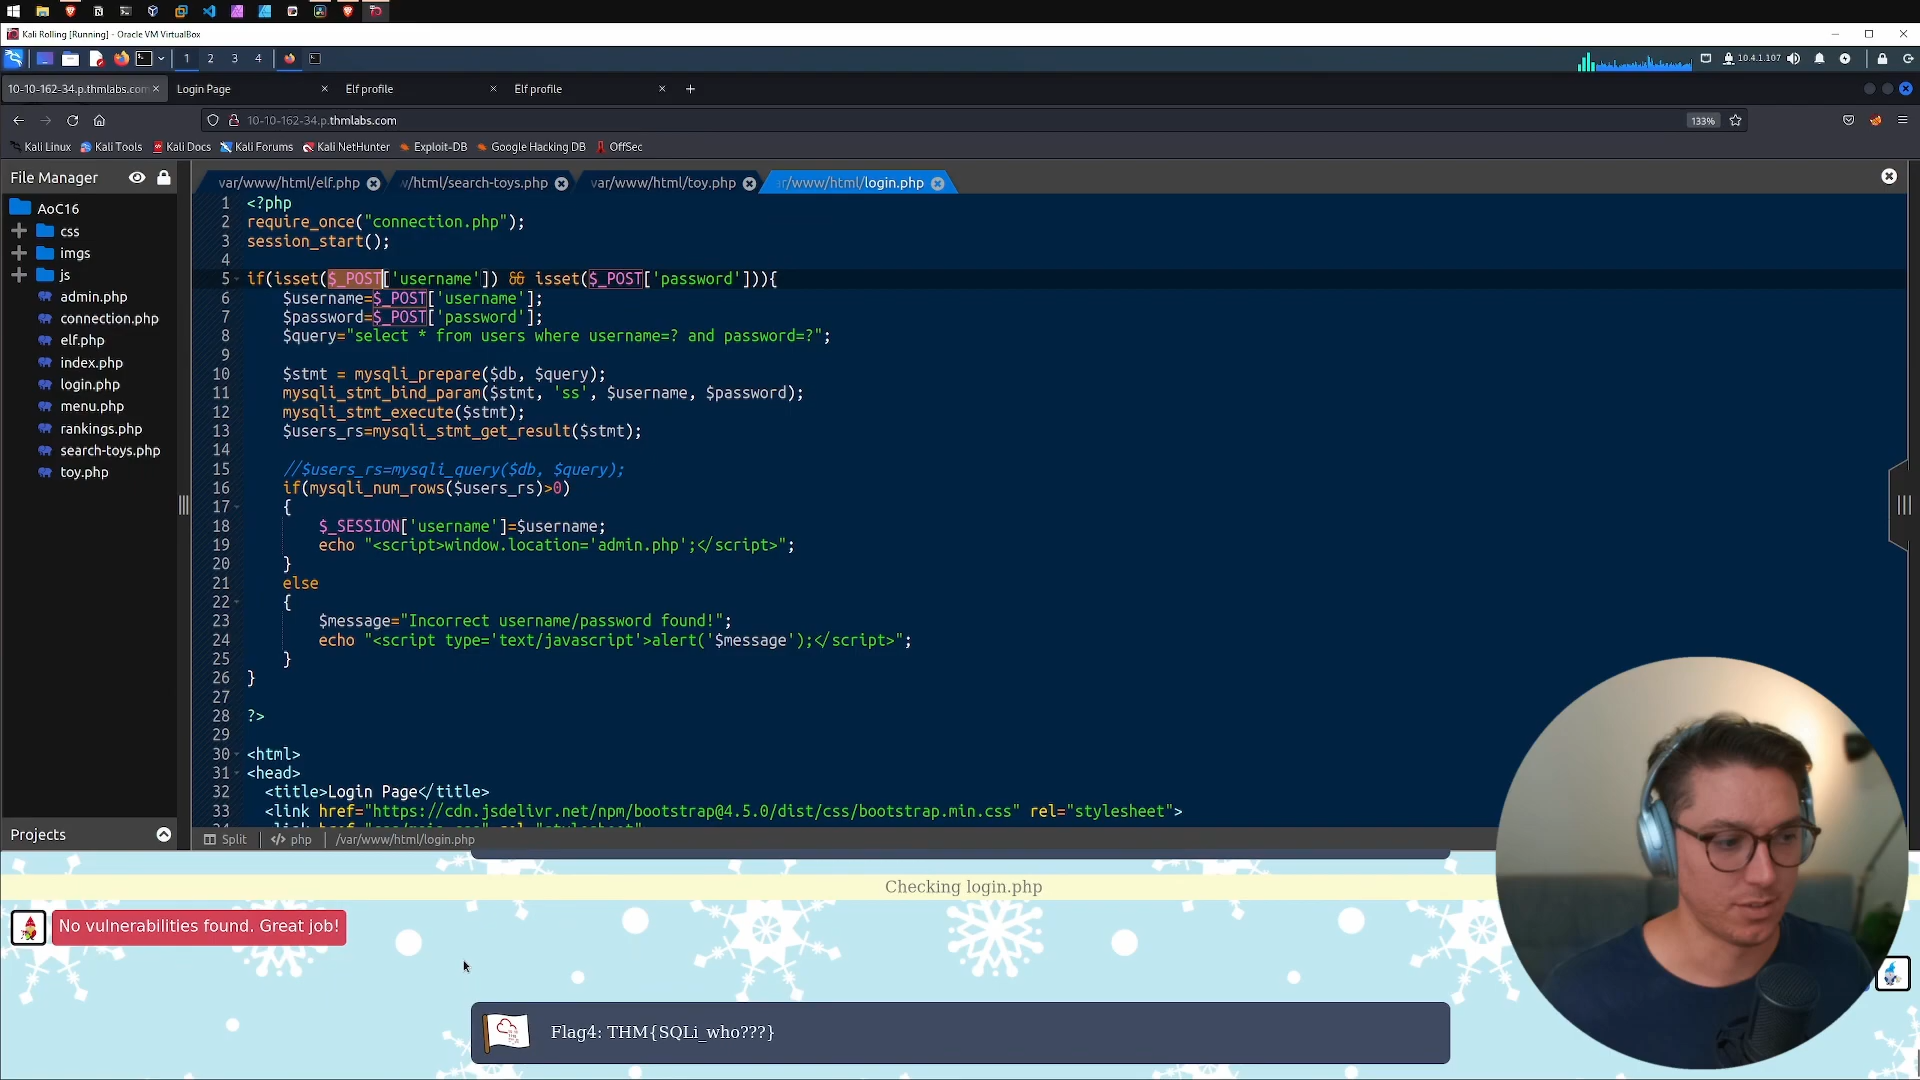 Kali Rolling [Running] - Oracle VM VirtualBox
1 2 3 4
10.4.1.107
10-10-162-34.p.thmlabs.com Login Page Elf profile Elf profile
10-10-162-34.p.thmlabs.com 133%
Kali Linux Kali Tools Kali Docs Kali Forums Kali NetHunter Exploit-DB Google Hacking DB OffSec
File Manager
AoC16
css
imgs
js
admin.php
connection.php
elf.php
index.php
login.php
menu.php
rankings.php
search-toys.php
toy.php
Projects
var/www/html/elf.php /html/search-toys.php var/www/html/toy.php r/www/html/login.php
1 <?php
2 require_once("connection.php");
3 session_start();
4
5 if(isset($_POST['username']) && isset($_POST['password'])){
6 $username=$_POST['username'];
7 $password=$_POST['password'];
8 $query="select * from users where username=? and password=?";
9
10 $stmt = mysqli_prepare($db, $query);
11 mysqli_stmt_bind_param($stmt, 'ss', $username, $password);
12 mysqli_stmt_execute($stmt);
13 $users_rs=mysqli_stmt_get_result($stmt);
14
15 //$users_rs=mysqli_query($db, $query);
16 if(mysqli_num_rows($users_rs)>0)
17 {
18 $_SESSION['username']=$username;
19 echo "<script>window.location='admin.php';</script>";
20 }
21 else
22 {
23 $message="Incorrect username/password found!";
24 echo "<script type='text/javascript'>alert('$message');</script>";
25 }
26 }
27
28 ?>
29
30 <html>
31 <head>
32 <title>Login Page</title>
33 <link href="https://cdn.jsdelivr.net/npm/bootstrap@4.5.0/dist/css/bootstrap.min.css" rel="stylesheet">
Split </> php /var/www/html/login.php
Checking login.php
No vulnerabilities found. Great job!
Flag4: THM{SQLi_who???}